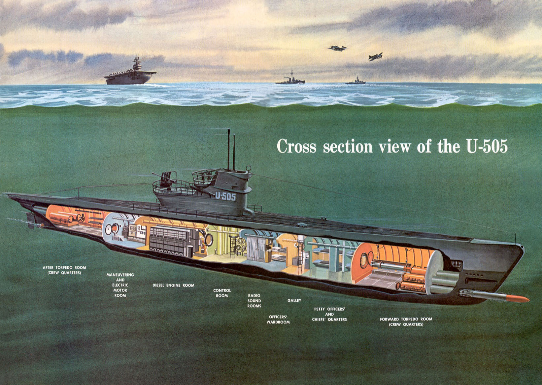 Cross section view of the U-505
U-505
AFTER TORPEDO ROOM
(CREW QUARTERS)
MANEUVERING
AND
ELECTRIC
MOTOR
ROOM
DIESEL ENGINE ROOM
CONTROL
ROOM
RADIO
SOUND
ROOMS
OFFICERS'
WARDROOM
GALLEY
PETTY OFFICERS'
AND
CHIEFS' QUARTERS
FORWARD TORPEDO ROOM
(CREW QUARTERS)